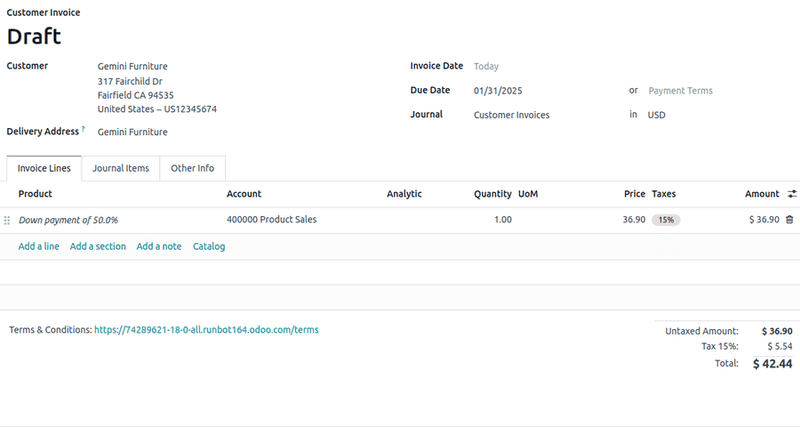 Customer Invoice
Draft
Customer Gemini Furniture
317 Fairchild Dr
Fairfield CA 94535
United States – US12345674
Delivery Address ? Gemini Furniture
Invoice Date Today
Due Date 01/31/2025 or Payment Terms
Journal Customer Invoices in USD
Invoice Lines Journal Items Other Info
Product Account Analytic Quantity UoM Price Taxes Amount
Down payment of 50.0% 400000 Product Sales 1.00 36.90 15% $ 36.90
Add a line Add a section Add a note Catalog
Terms & Conditions: https://74289621-18-0-all.runbot164.odoo.com/terms
Untaxed Amount: $ 36.90
Tax 15%: $ 5.54
Total: $ 42.44